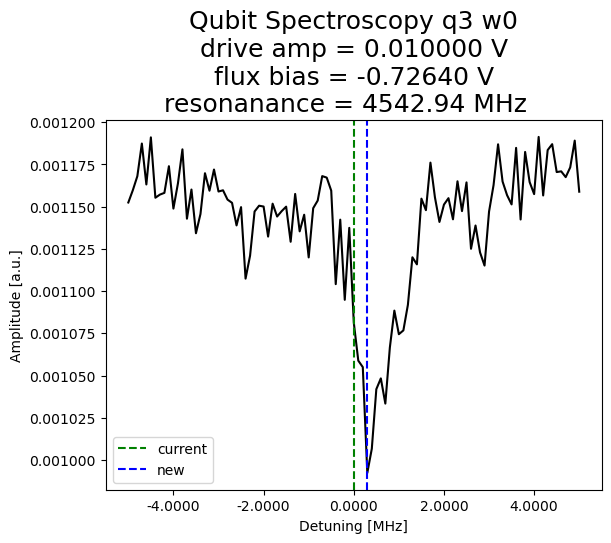 Qubit Spectroscopy q3 w0
drive amp = 0.010000 V
flux bias = -0.72640 V
resonanance = 4542.94 MHz
0.001200
0.001175
0.001150
0.001125
0.001100
0.001075
0.001050
0.001025
0.001000
Amplitude [a.u.]
current
new
-4.0000 -2.0000 0.0000 2.0000 4.0000
Detuning [MHz]